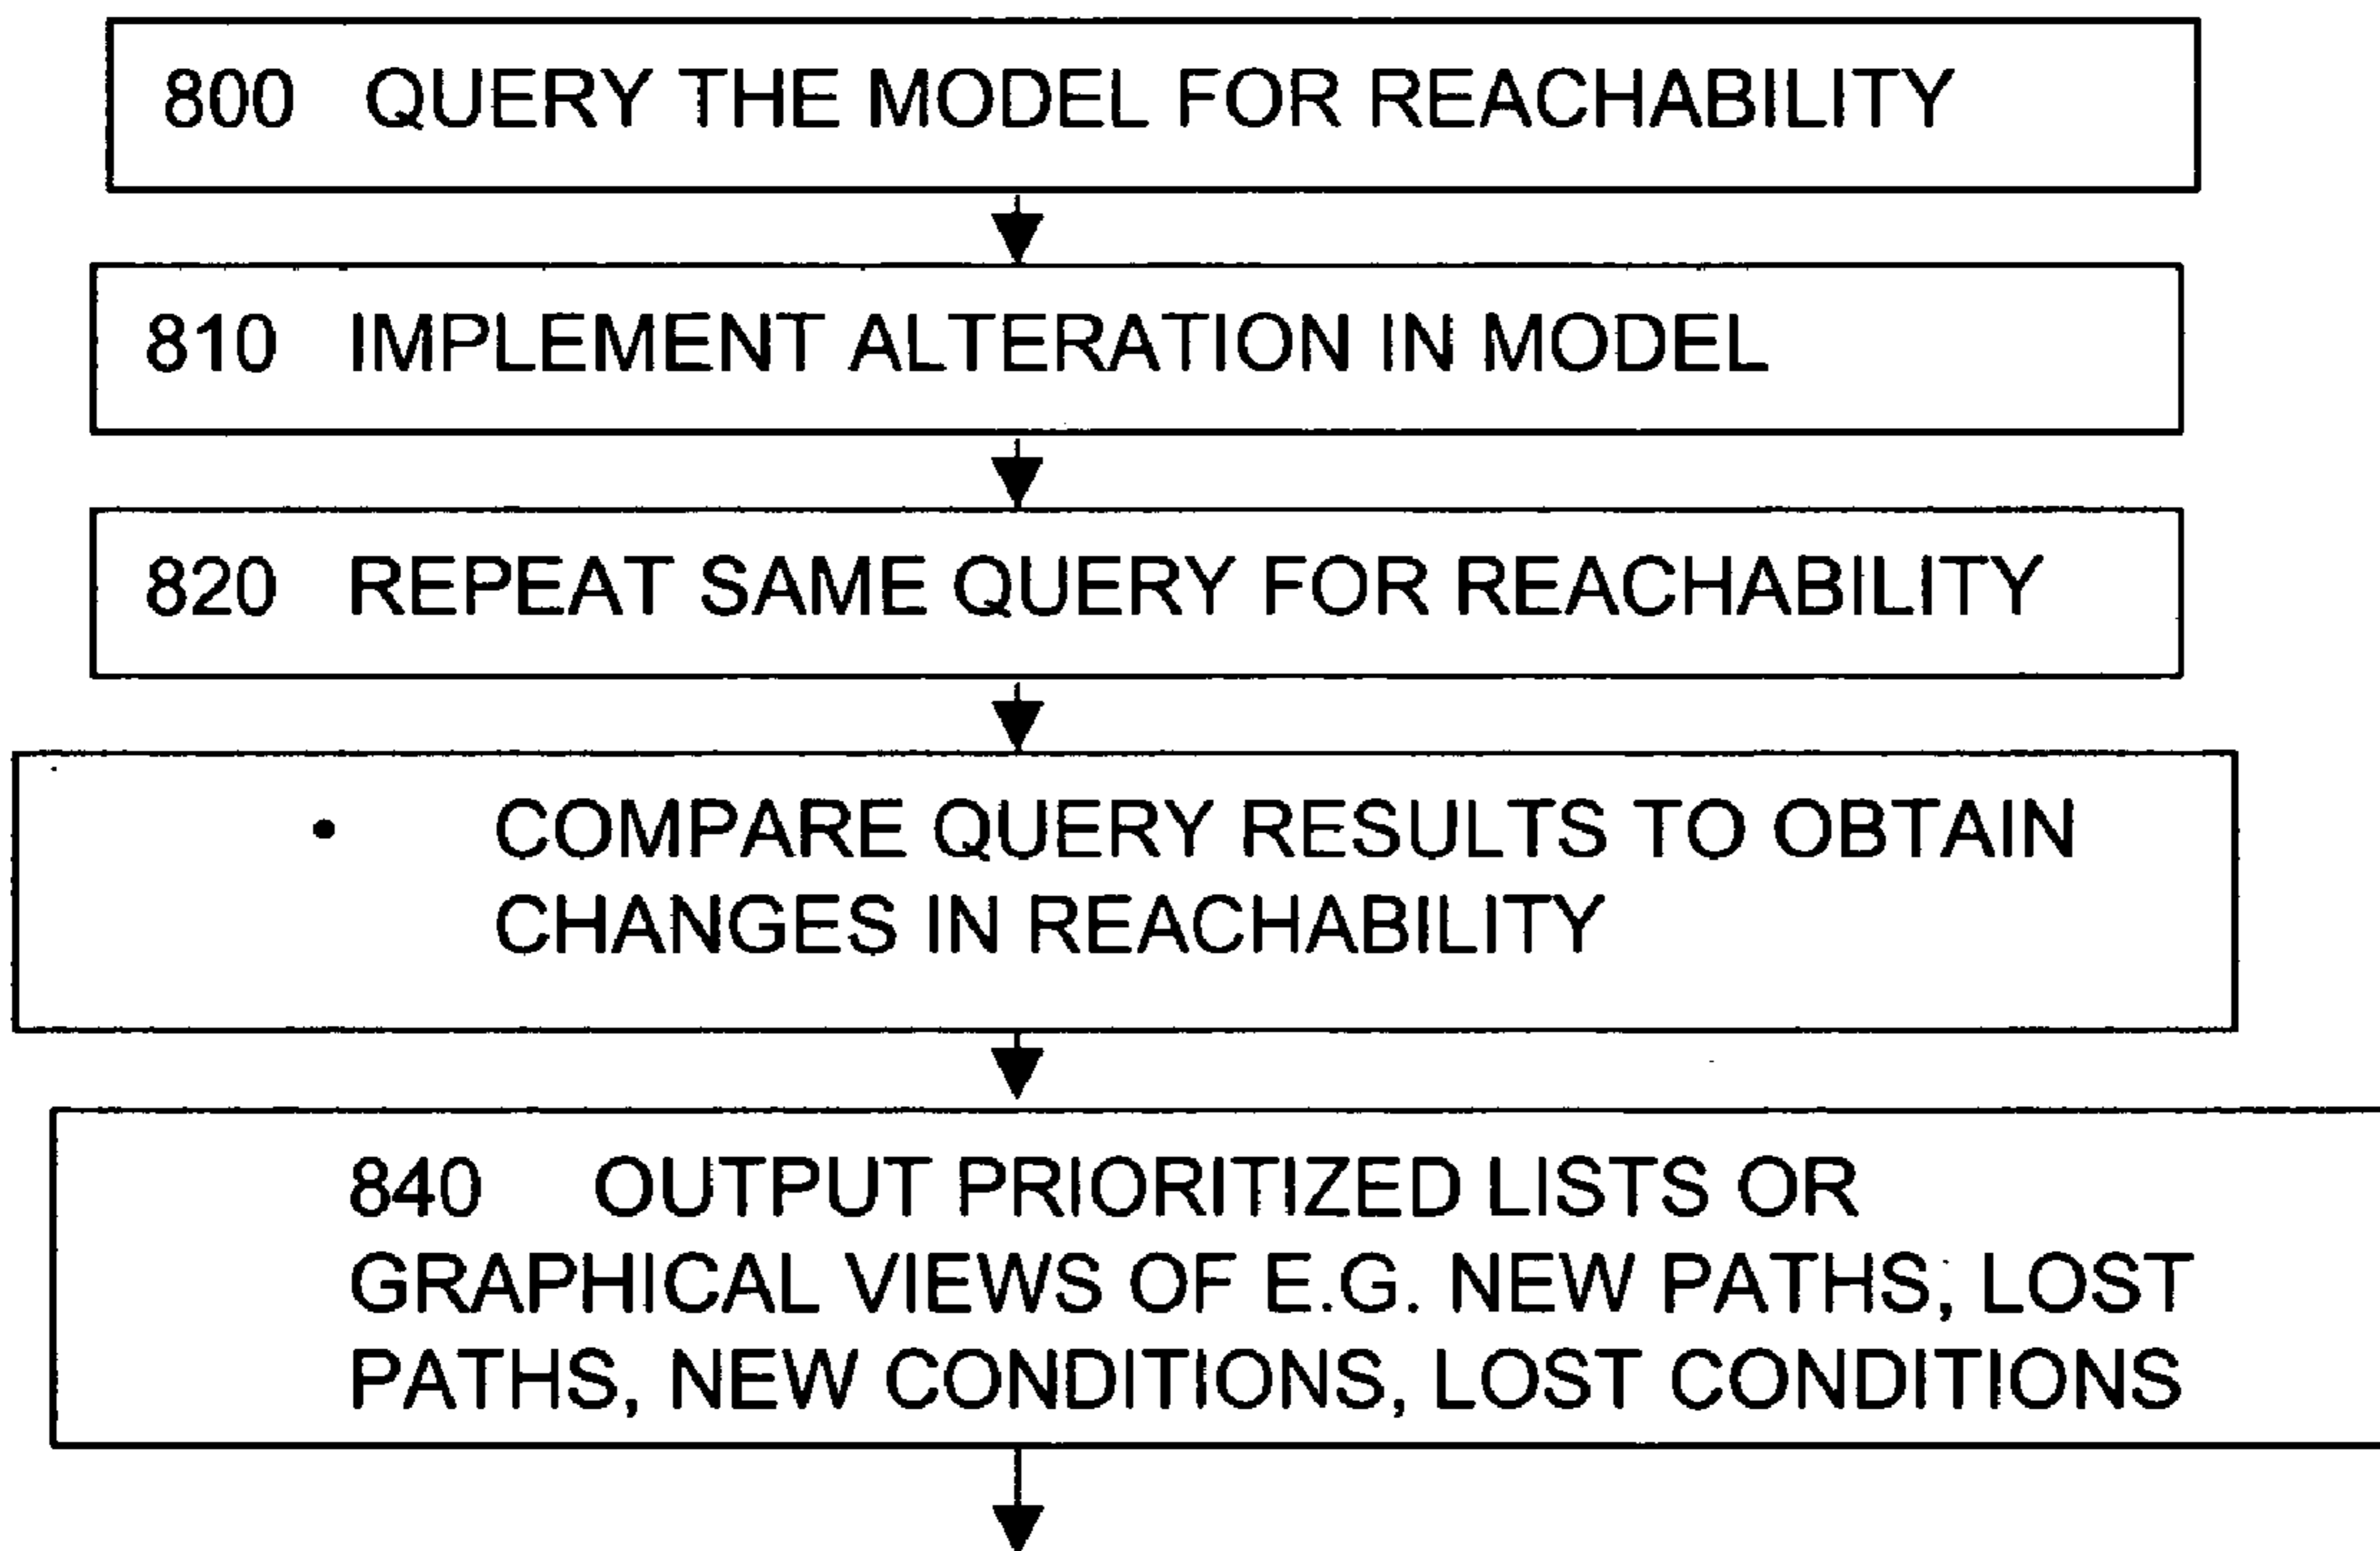 800 QUERY THE MODEL FOR REACHABILITY
810 IMPLEMENT ALTERATION IN MODEL
820 REPEAT SAME QUERY FOR REACHABILITY
• COMPARE QUERY RESULTS TO OBTAIN
CHANGES IN REACHABILITY
840 OUTPUT PRIORITIZED LISTS OR
GRAPHICAL VIEWS OF E.G. NEW PATHS, LOST
PATHS, NEW CONDITIONS, LOST CONDITIONS